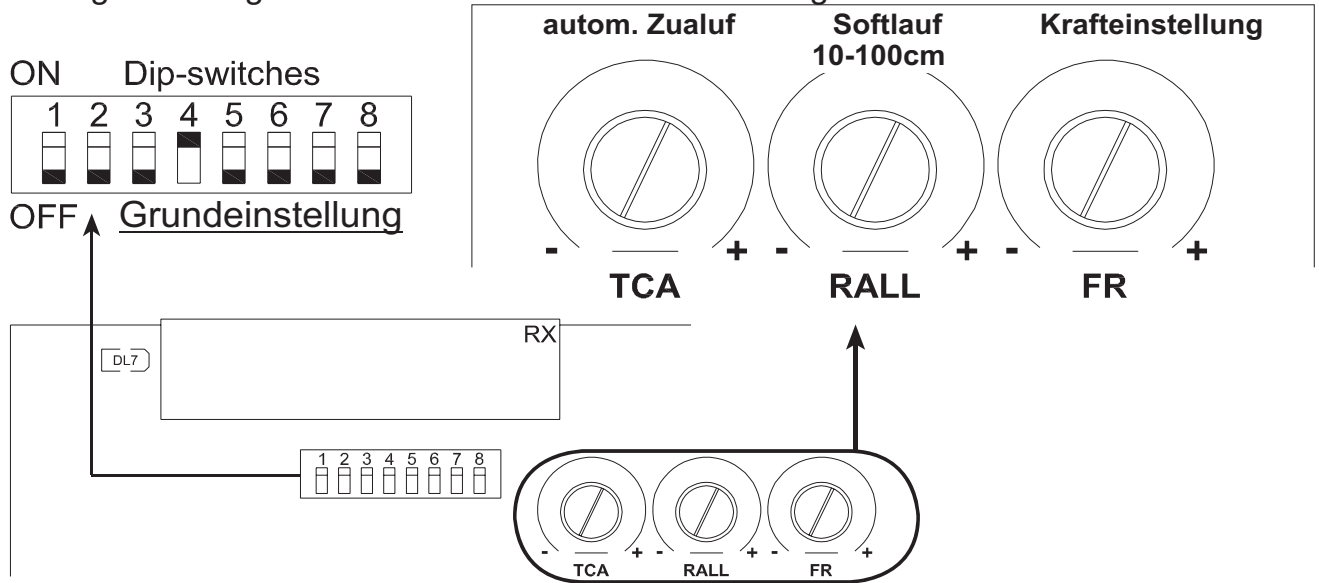 autom. Zualuf Softlauf Krafteinstellung
10-100cm
ON Dip-switches
1 2 3 4 5 6 7 8
OFF Grundeinstellung
- + - + - +
TCA RALL FR
RX
DL7
1 2 3 4 5 6 7 8
- + - + - +
TCA RALL FR